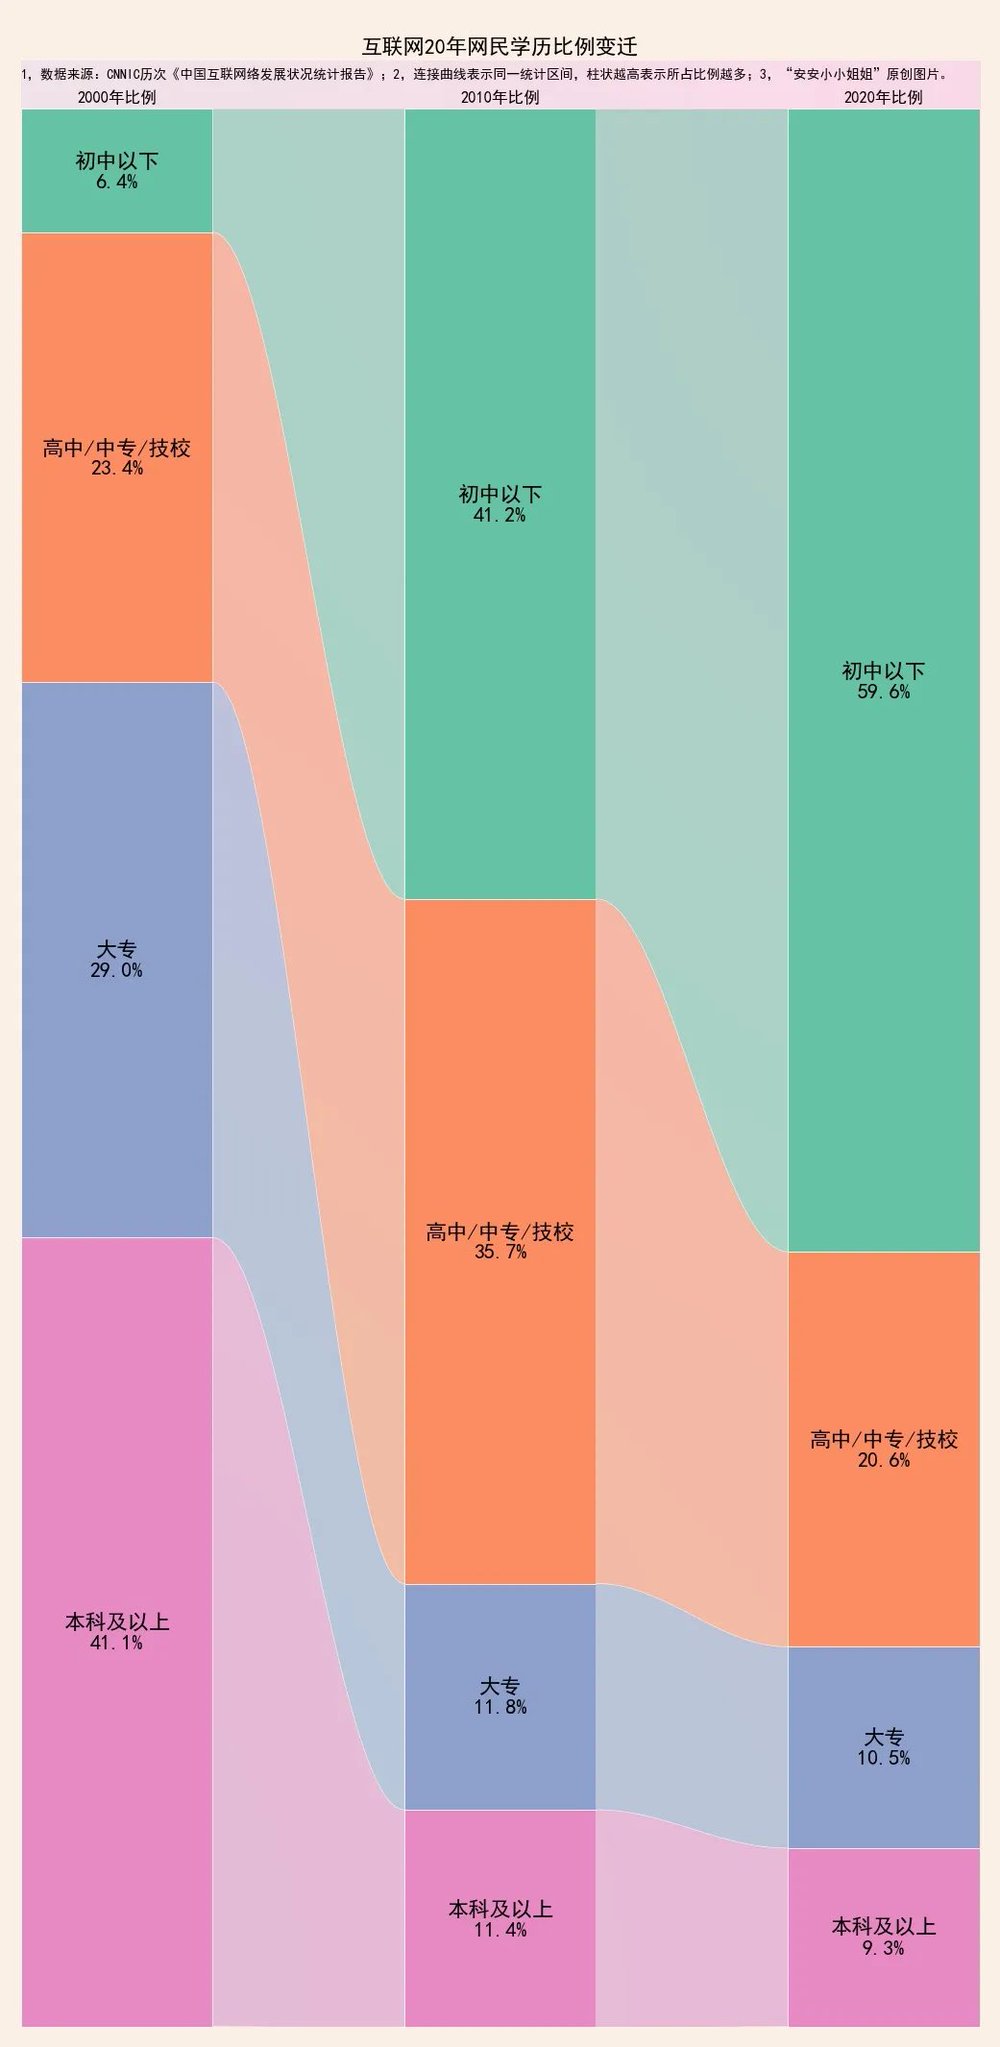 互联网20年网民学历比例变迁
1, 数据来源：CNNIC历次《中国互联网络发展状况统计报告》；2, 连接曲线表示同一统计区间，柱状越高表示所占比例越多；3, “安安小小姐姐”原创图片。
2000年比例
2010年比例
2020年比例
初中以下
6.4%
高中/中专/技校
23.4%
大专
29.0%
本科及以上
41.1%
初中以下
41.2%
高中/中专/技校
35.7%
大专
11.8%
本科及以上
11.4%
初中以下
59.6%
高中/中专/技校
20.6%
大专
10.5%
本科及以上
9.3%